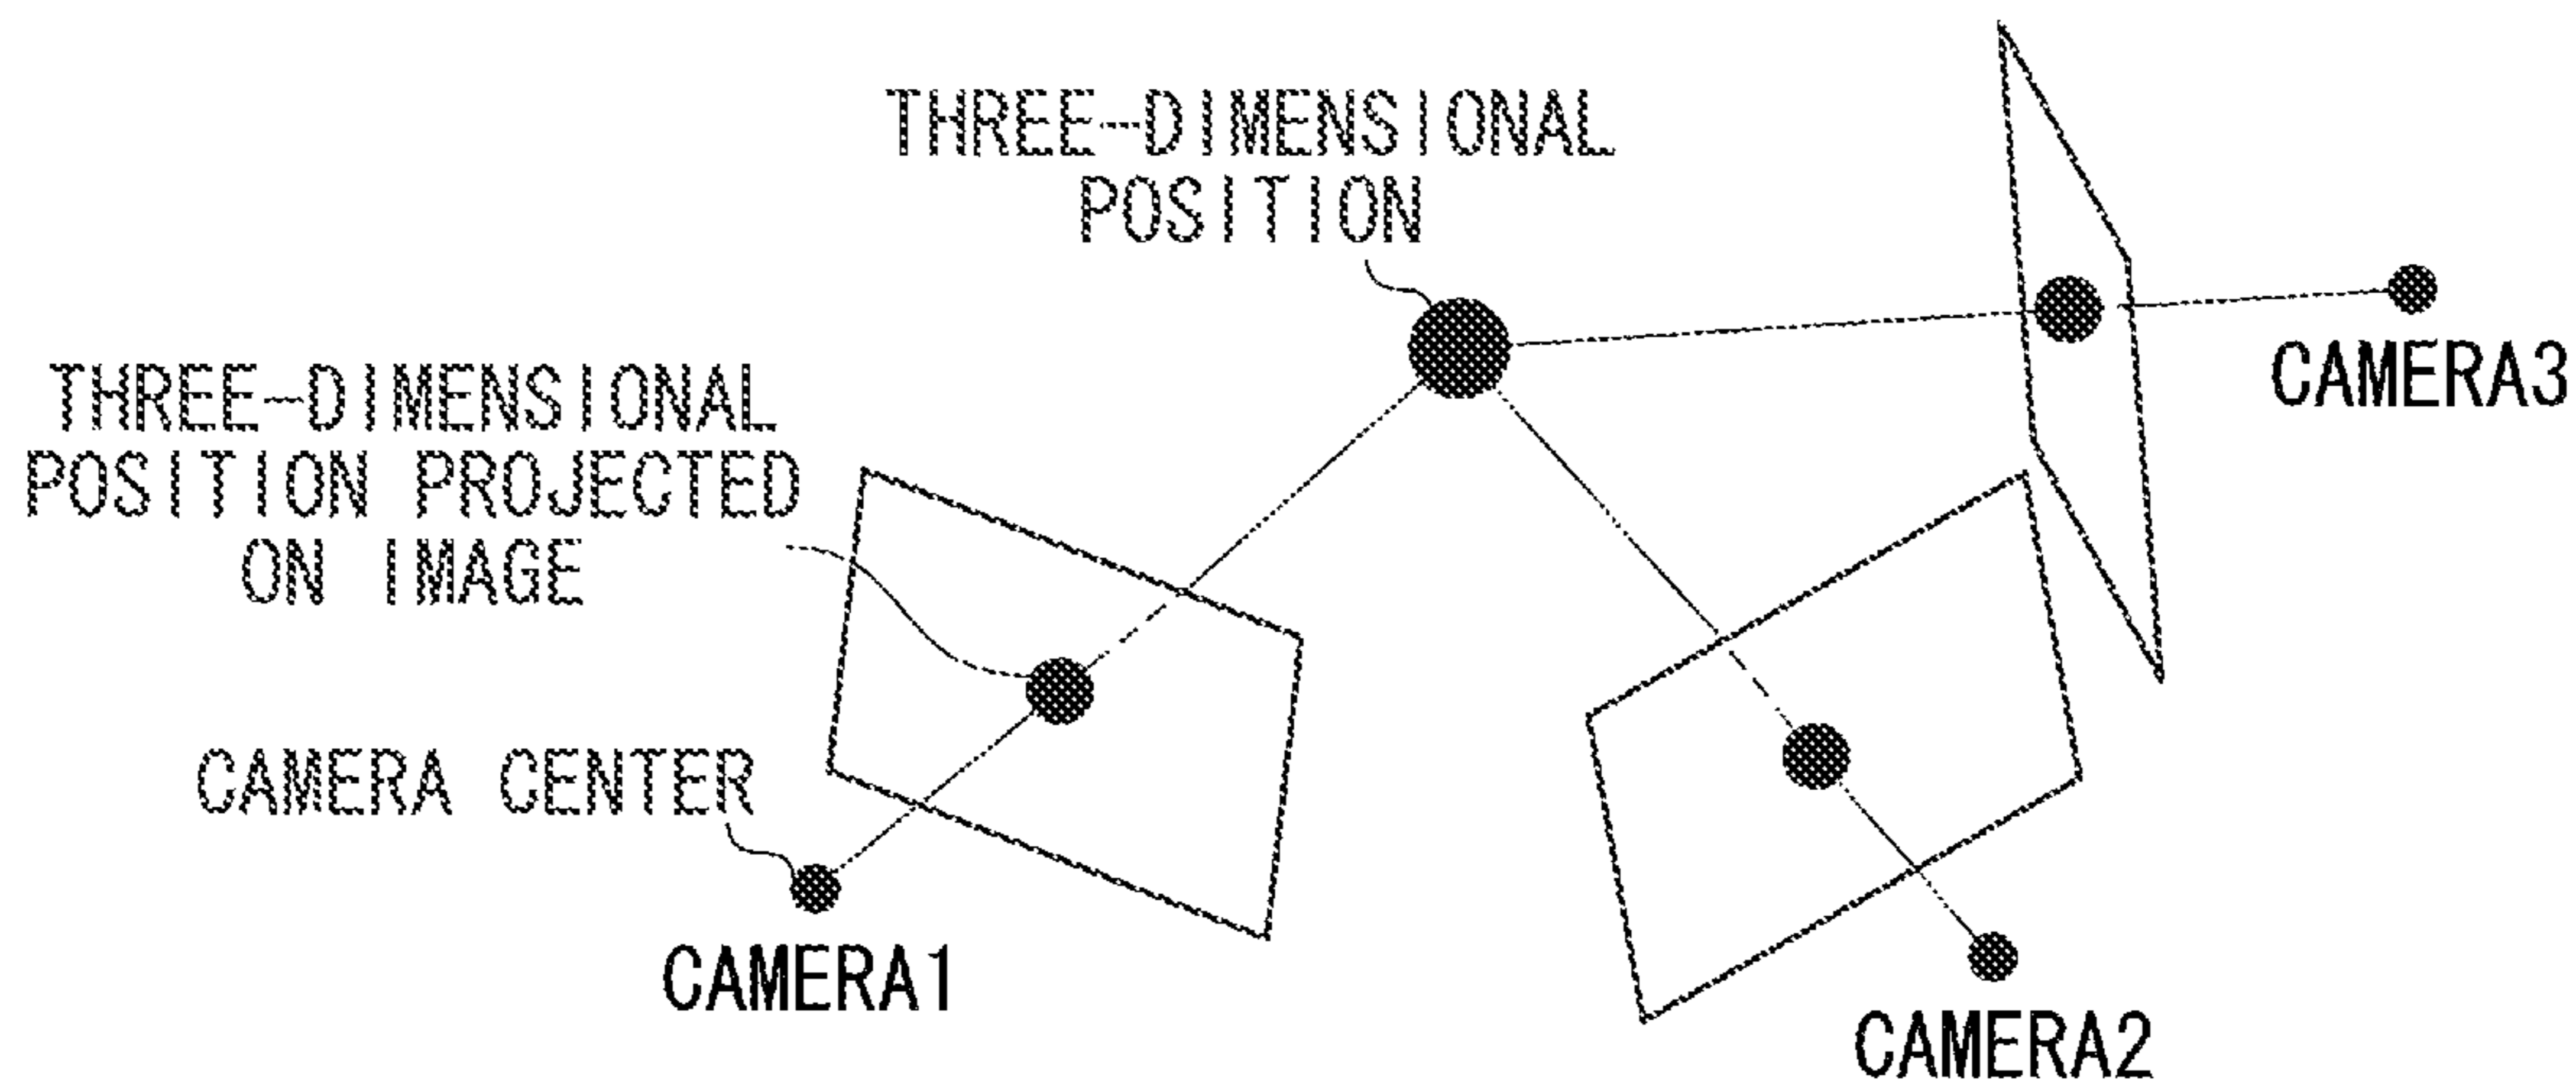 THREE-DIMENSIONAL
POSITION
CAMERA3
THREE-DIMENSIONAL
POSITION PROJECTED
ON IMAGE
CAMERA CENTER
CAMERA1
CAMERA2